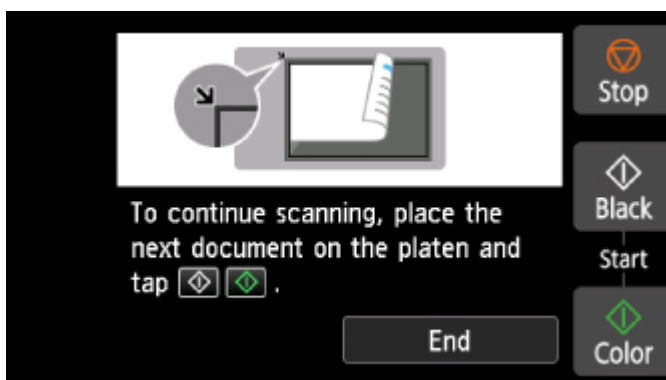 To continue scanning, place the
next document on the platen and
tap .
End
Stop
Black
Start
Color